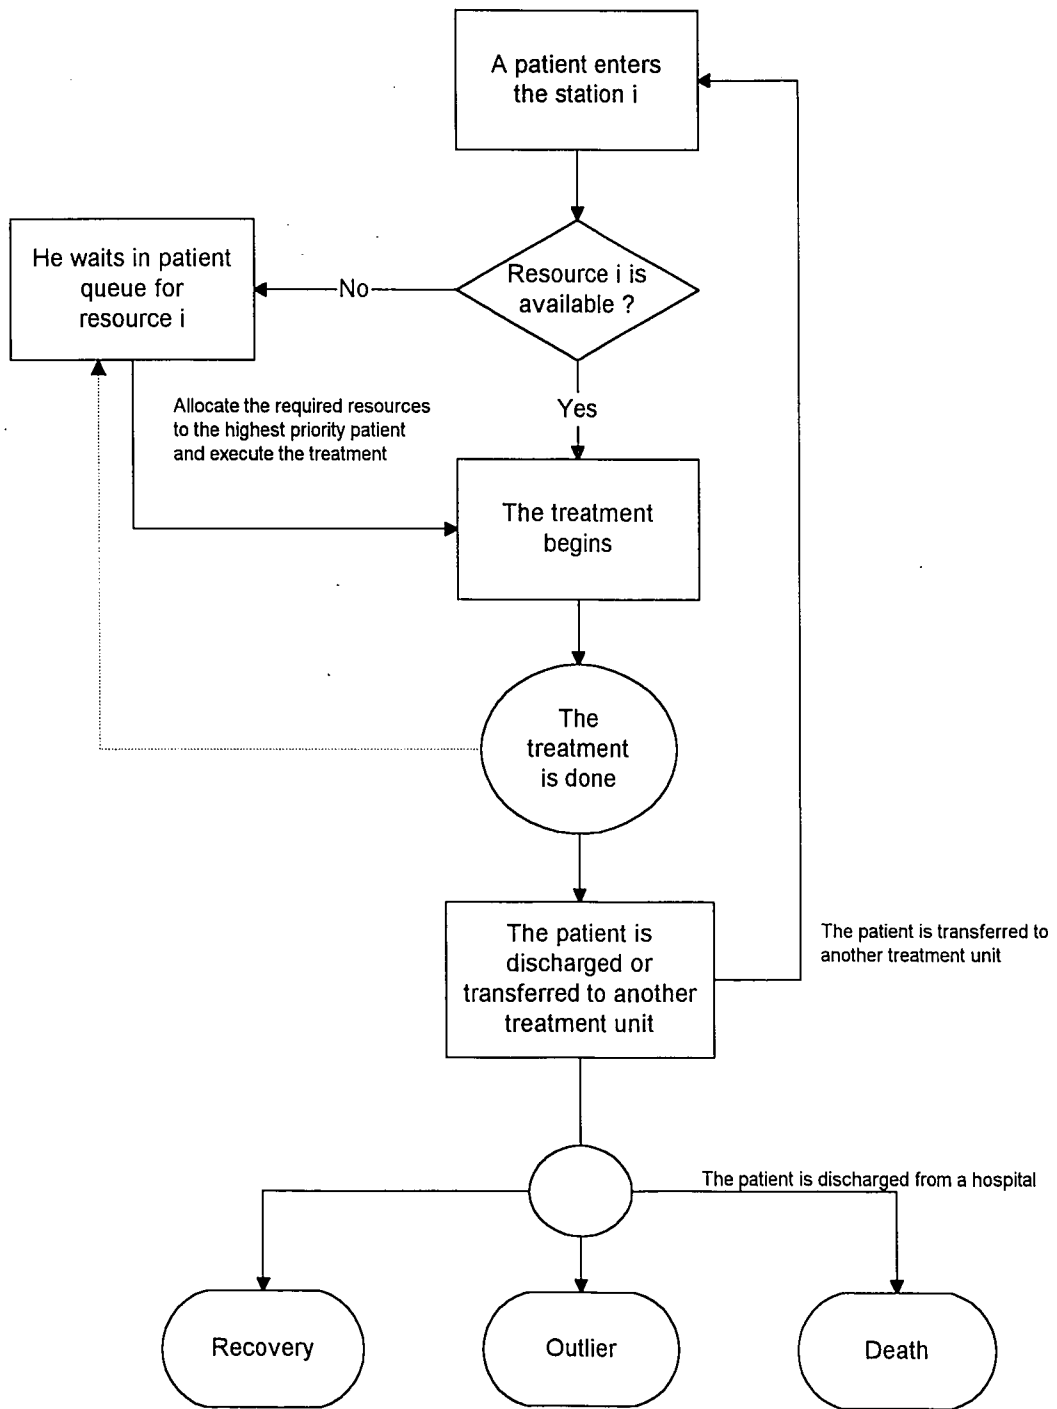 A patient enters
the station i
Resource i is
available ?
No
He waits in patient
queue for
resource i
Yes
Allocate the required resources
to the highest priority patient
and execute the treatment
The treatment
begins
The
treatment
is done
The patient is
discharged or
transferred to another
treatment unit
The patient is transferred to
another treatment unit
The patient is discharged from a hospital
Recovery
Outlier
Death